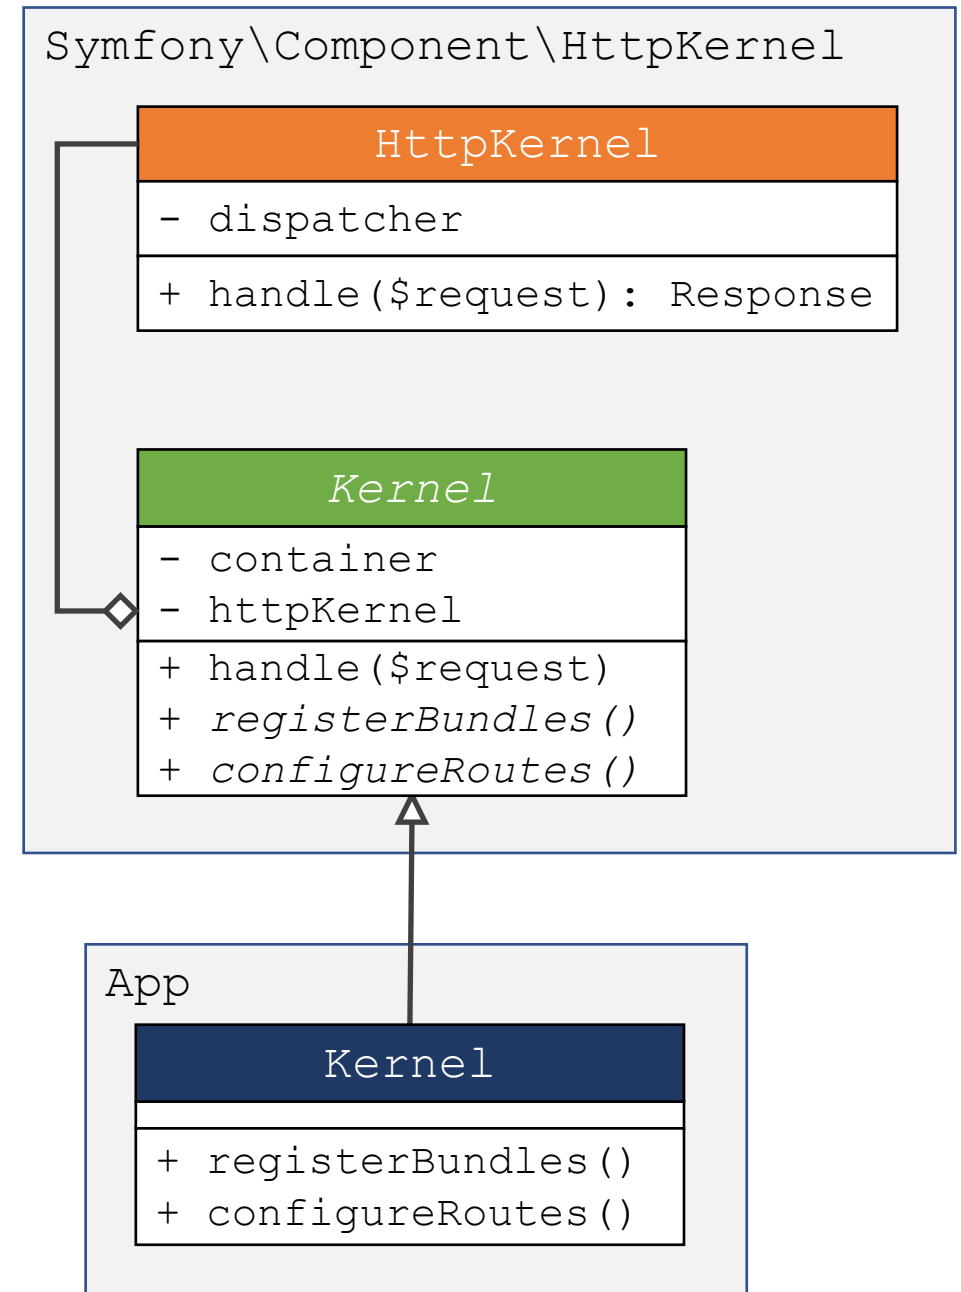 Symfony\Component\HttpKernel
HttpKernel
- dispatcher
+ handle($request): Response
Kernel
- container
- httpKernel
+ handle($request)
+ registerBundles()
+ configureRoutes()
App
Kernel
+ registerBundles()
+ configureRoutes()